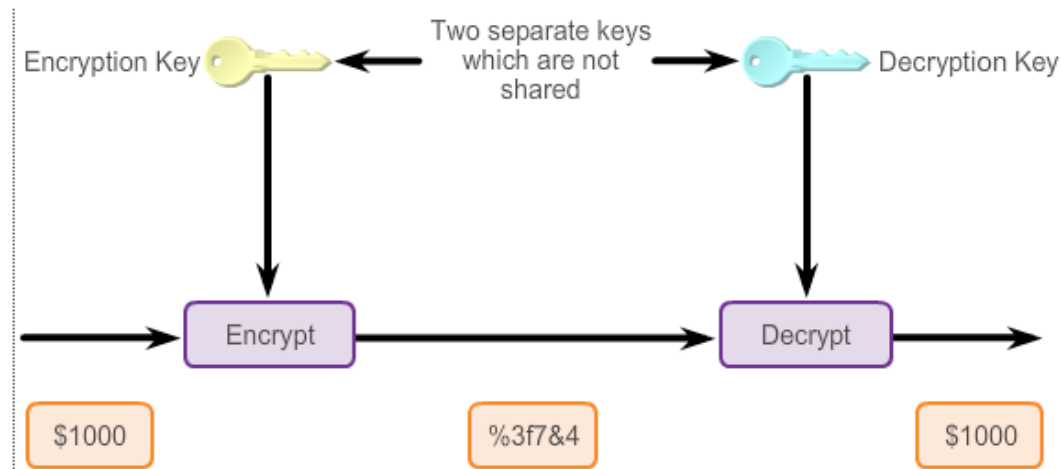 Encryption Key
Two separate keys
which are not
shared
Decryption Key
Encrypt
Decrypt
$1000
%3f7&4
$1000